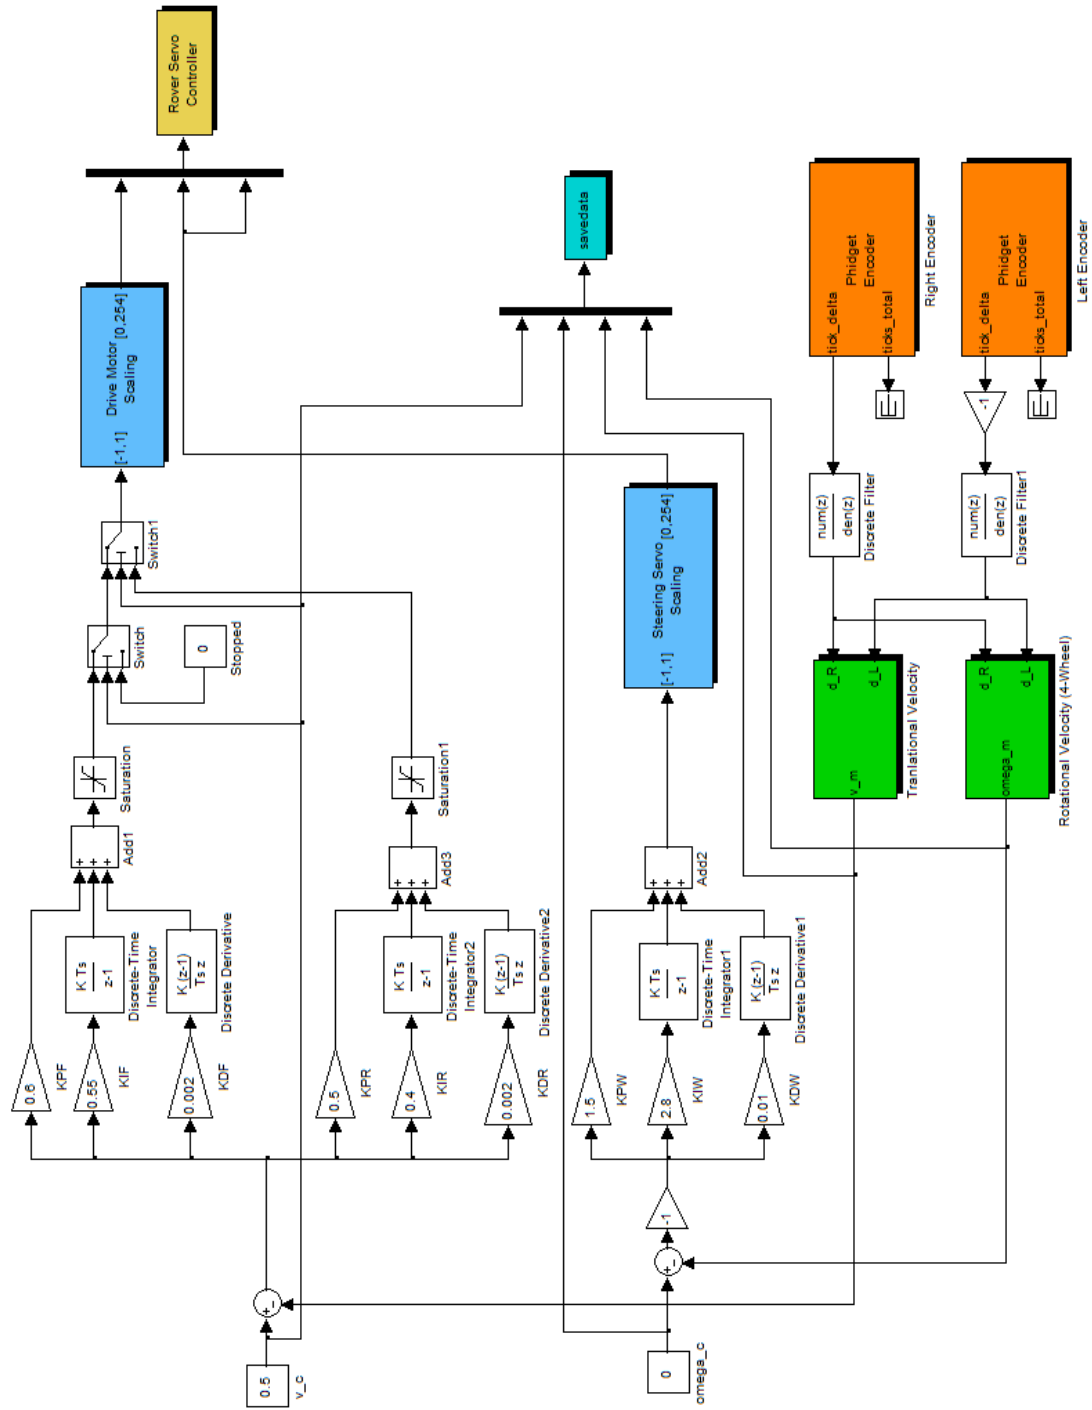 0.5
v_c
0.6
KPF
0.55
KIF
0.002
KDF
K Ts
z-1
Discrete-Time
Integrator
K (z-1)
Ts z
Discrete Derivative
+
+
+
Add1
Saturation
Switch
0
Stopped
Switch1
Drive Motor
Scaling
[-1,1]
[0,254]
Rover Servo
Controller
+
-
0.5
KPR
0.4
KIR
0.002
KDR
K Ts
z-1
Discrete-Time
Integrator2
K (z-1)
Ts z
Discrete Derivative2
+
+
+
Add3
Saturation1
savedata
0
omega_c
+
-
-1
1.5
KPW
2.8
KIW
0.01
KDW
K Ts
z-1
Discrete-Time
Integrator1
K (z-1)
Ts z
Discrete Derivative1
+
+
+
Add2
Steering Servo
Scaling
[-1,1]
[0,254]
v_m
d_R
d_L
Tranlational Velocity
num(z)
den(z)
Discrete Filter
tick_delta
Phidget
Encoder
ticks_total
Right Encoder
omega_m
d_R
d_L
Rotational Velocity (4-Wheel)
num(z)
den(z)
Discrete Filter1
-1
tick_delta
Phidget
Encoder
ticks_total
Left Encoder